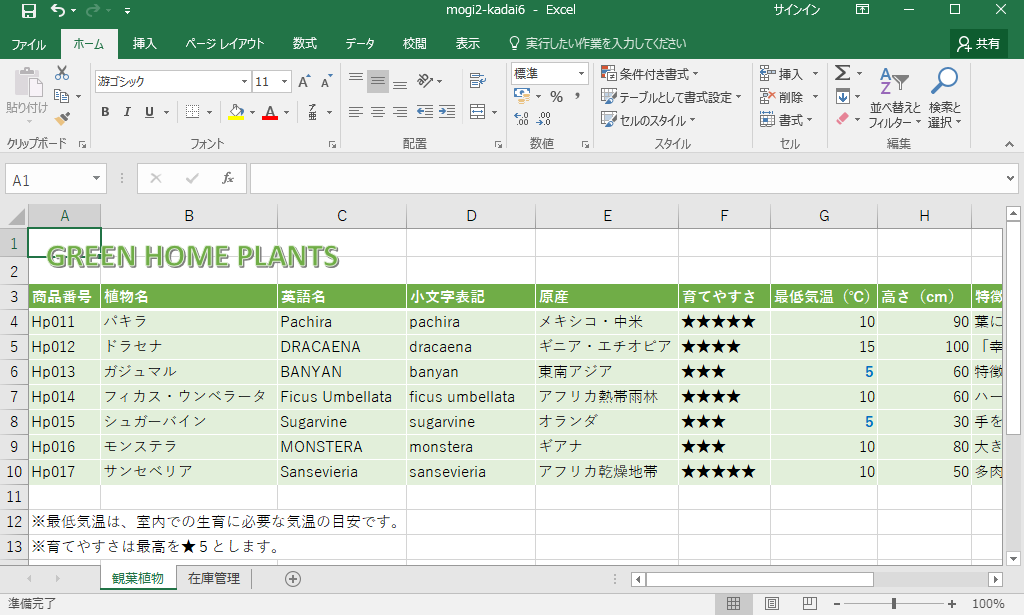 mogi2-kadai6 - Excel サインイン
ファイル ホーム 挿入 ページ レイアウト 数式 データ 校閲 表示 実行したい作業を入力してください 共有
貼り付け
クリップボード
游ゴシック 11
B I U
フォント
配置
標準
% ,
数値
条件付き書式
テーブルとして書式設定
セルのスタイル
スタイル
挿入
削除
書式
セル
Σ
並べ替えと
フィルター
検索と
選択
編集
A1 fx
A B C D E F G H
1 GREEN HOME PLANTS
2
3 商品番号 植物名 英語名 小文字表記 原産 育てやすさ 最低気温(℃) 高さ(cm) 特徴
4 Hp011 パキラ Pachira pachira メキシコ・中米 ★★★★★ 10 90 葉に
5 Hp012 ドラセナ DRACAENA dracaena ギニア・エチオピア ★★★★ 15 100 「幸
6 Hp013 ガジュマル BANYAN banyan 東南アジア ★★★ 5 60 特徴
7 Hp014 フィカス・ウンベラータ Ficus Umbellata ficus umbellata アフリカ熱帯雨林 ★★★★ 10 60 ハー
8 Hp015 シュガーバイン Sugarvine sugarvine オランダ ★★★ 5 30 手を
9 Hp016 モンステラ MONSTERA monstera ギアナ ★★★ 10 80 大き
10 Hp017 サンセベリア Sansevieria sansevieria アフリカ乾燥地帯 ★★★★★ 10 50 多肉
11
12 ※最低気温は、室内での生育に必要な気温の目安です。
13 ※育てやすさは最高を★５とします。
観葉植物 在庫管理
準備完了 100%